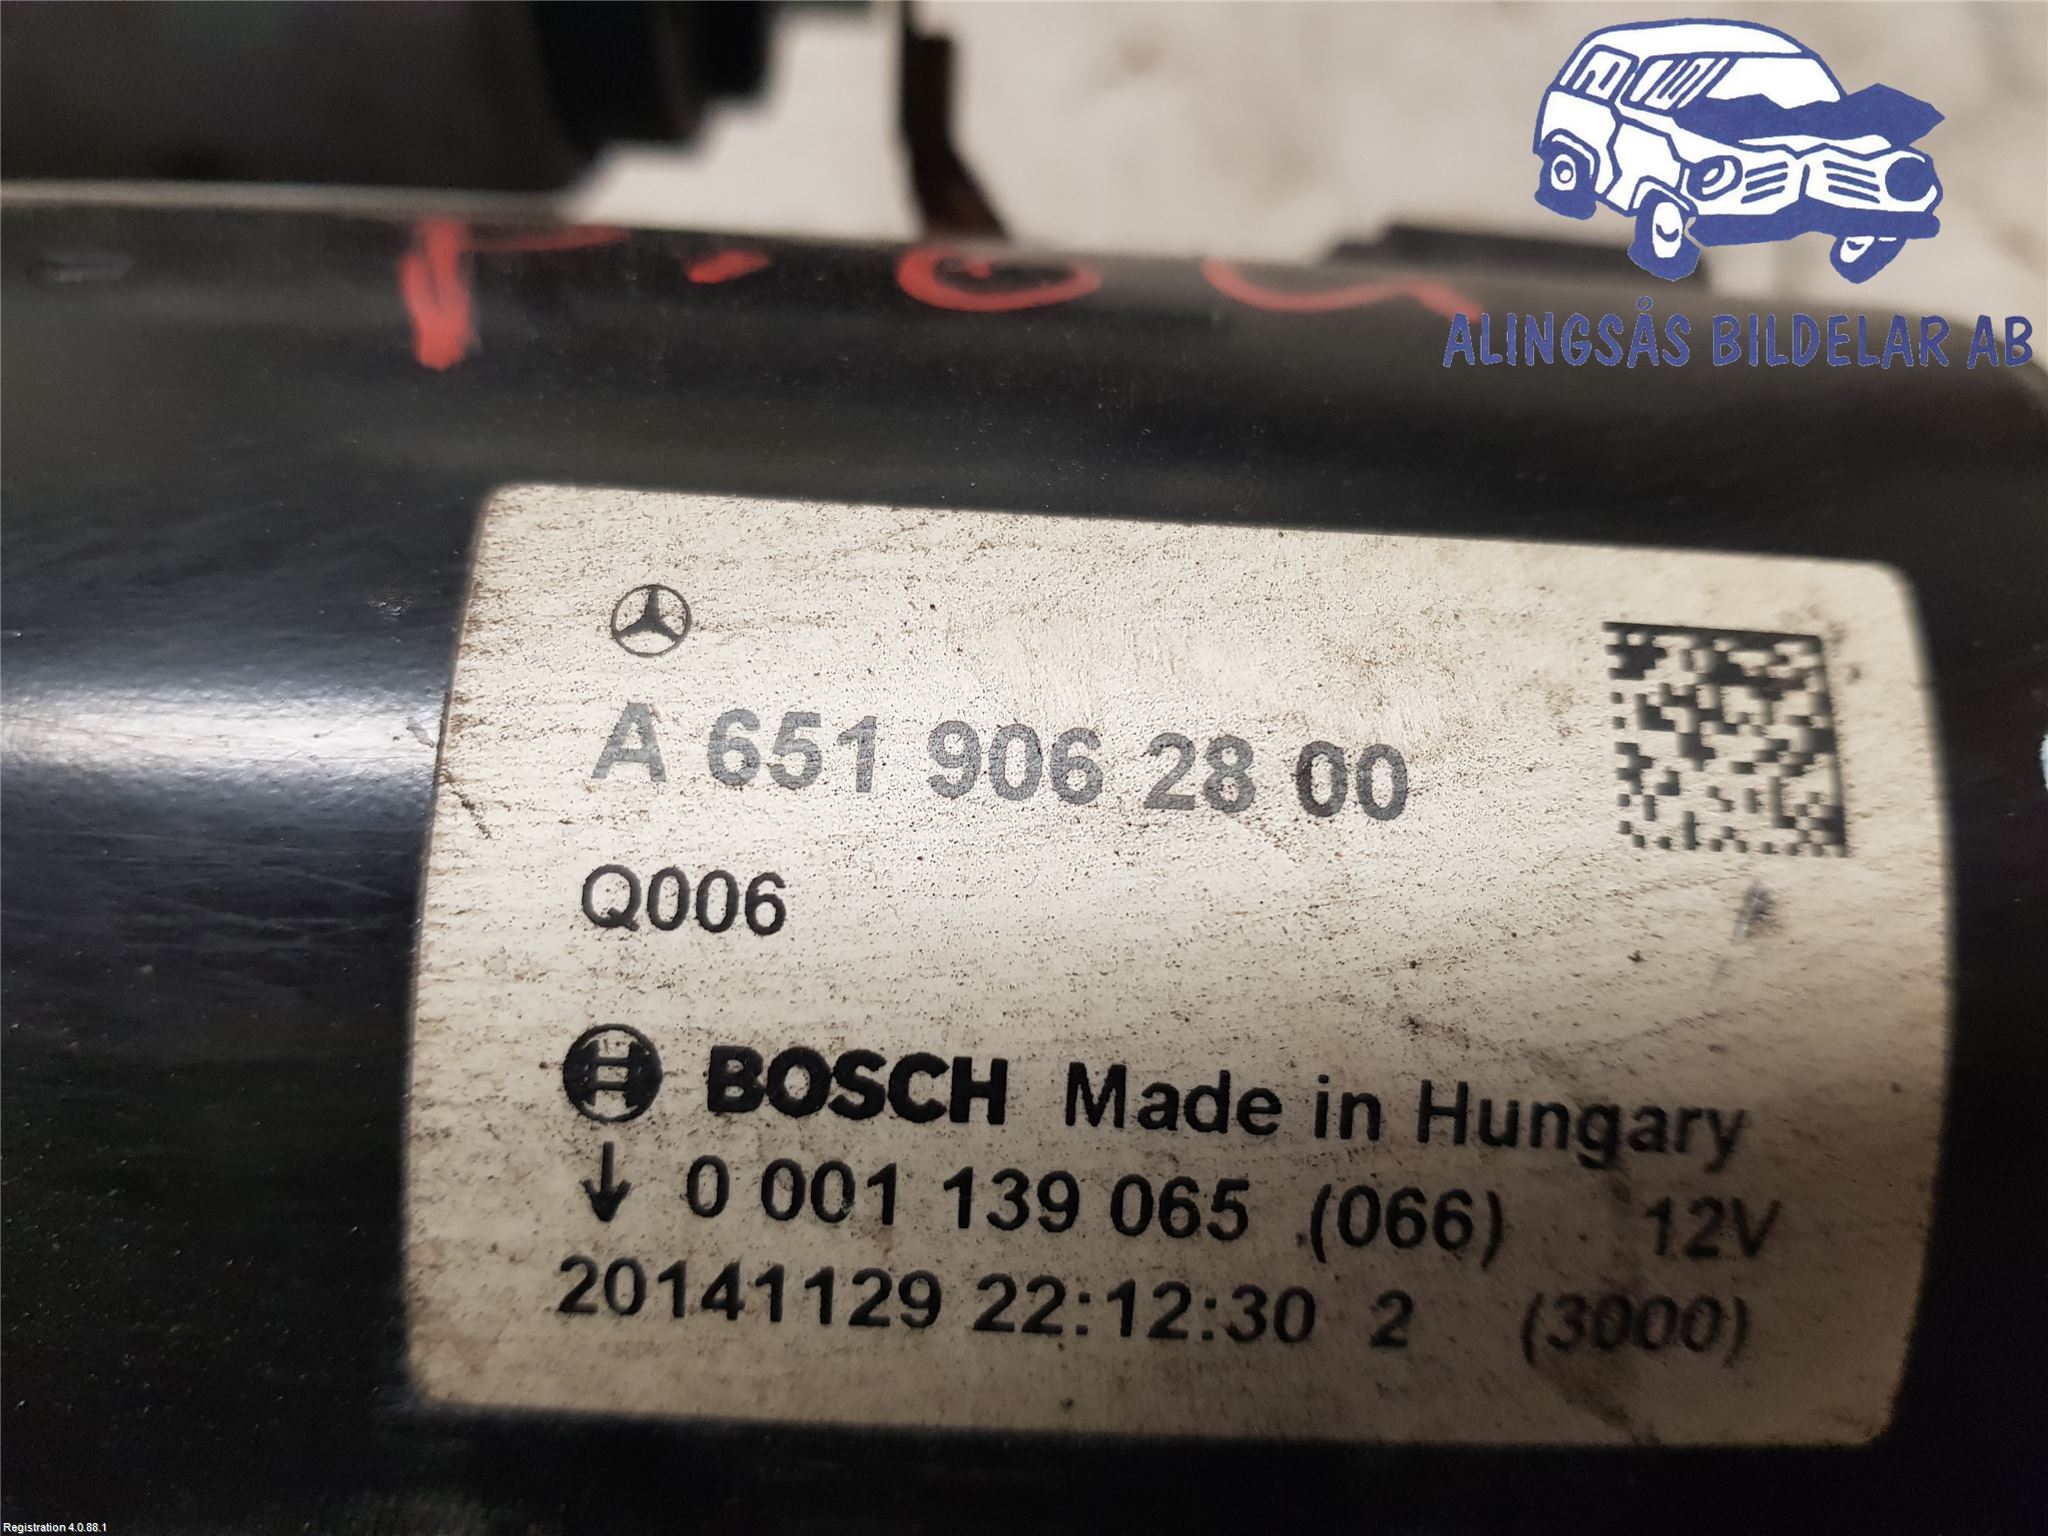 ALINGSÅS BILDELAR AB
A 651 906 28 00
Q006
BOSCH Made in Hungary
↓ 0 001 139 065 (066) 12V
20141129 22:12:30 2 (3000)
Registration 4.0.88.1